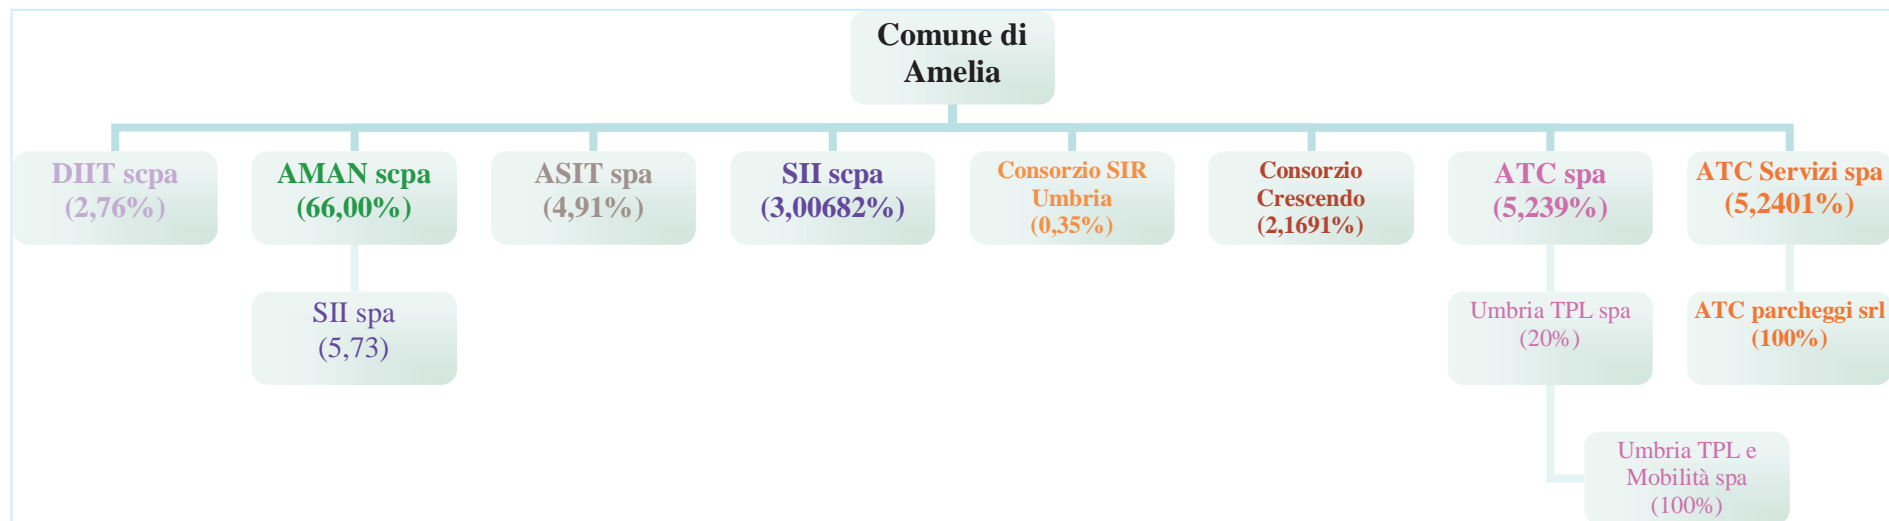 Comune di
Amelia
DIIT scpa
(2,76%)
AMAN scpa
(66,00%)
ASIT spa
(4,91%)
SII scpa
(3,00682%)
Consorzio SIR
Umbria
(0,35%)
Consorzio
Crescendo
(2,1691%)
ATC spa
(5,239%)
ATC Servizi spa
(5,2401%)
SII spa
(5,73)
Umbria TPL spa
(20%)
ATC parcheggi srl
(100%)
Umbria TPL e
Mobilità spa
(100%)